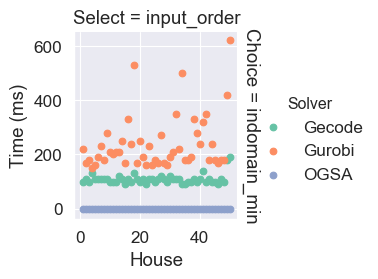 Select = input_order
Time (ms)
600
400
200
0
0
20
40
House
Choice = indomain_min
Solver
Gecode
Gurobi
OGSA